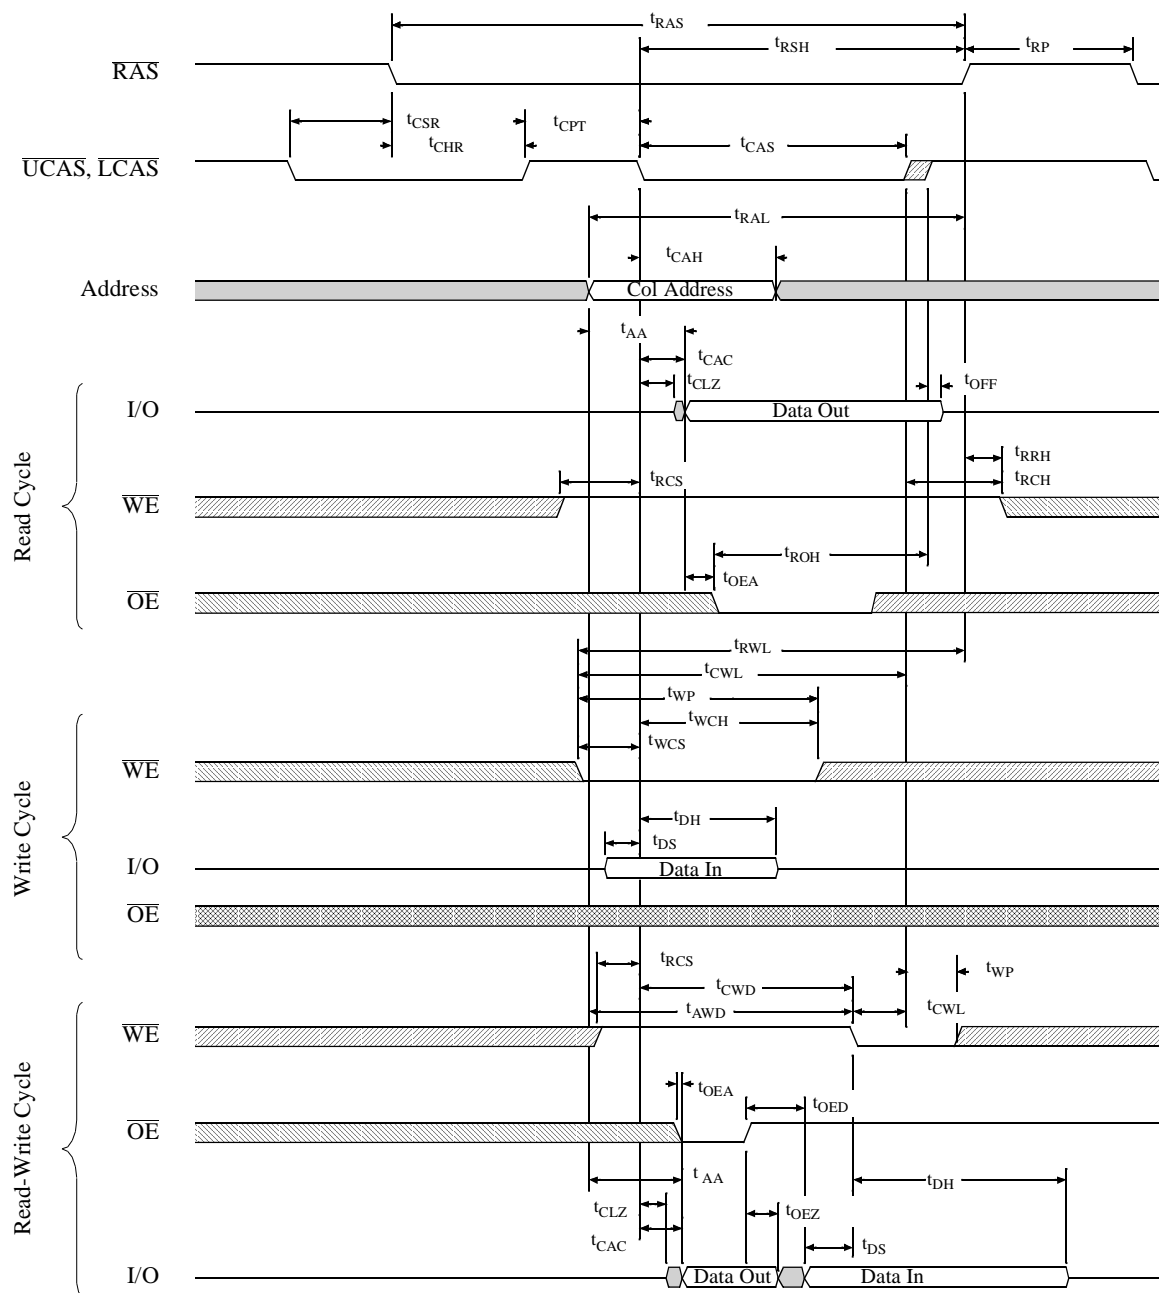 tRAS
tRSH
tRP
RAS
tCSR
tCPT
tCHR
tCAS
UCAS, LCAS
tRAL
tCAH
Address
Col Address
tAA
tCAC
tCLZ
tOFF
I/O
Data Out
tRRH
tRCS
tRCH
WE
Read Cycle
tROH
tOEA
OE
tRWL
tCWL
tWP
tWCH
tWCS
WE
tDH
tDS
Write Cycle
I/O
Data In
OE
tRCS
tWP
tCWD
tAWD
tCWL
WE
tOEA
tOED
OE
Read-Write Cycle
tAA
tDH
tCLZ
tOEZ
tCAC
tDS
I/O
Data Out
Data In